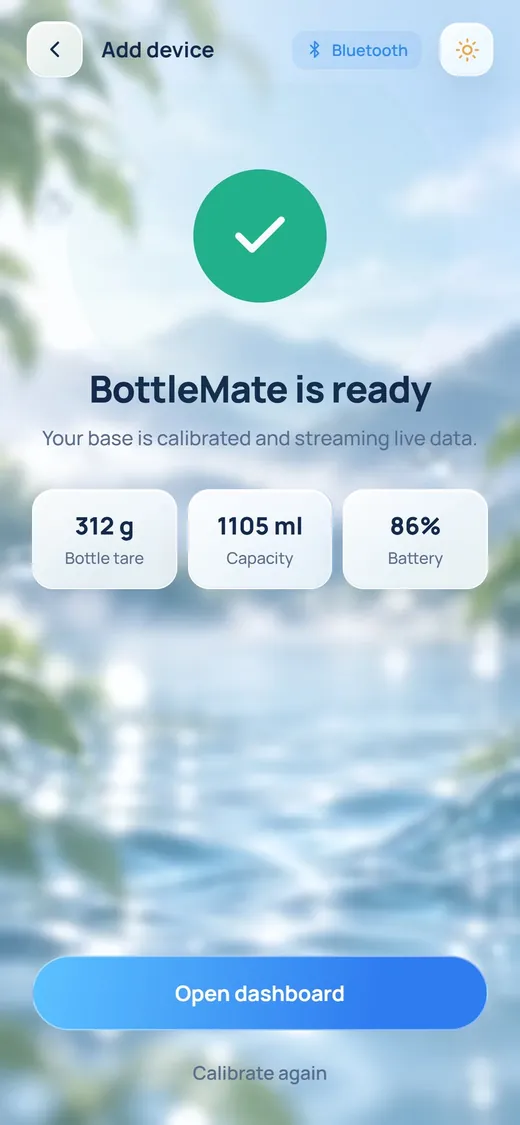 Add device
Bluetooth
BottleMate is ready
Your base is calibrated and streaming live data.
312 g
Bottle tare
1105 ml
Capacity
86%
Battery
Open dashboard
Calibrate again